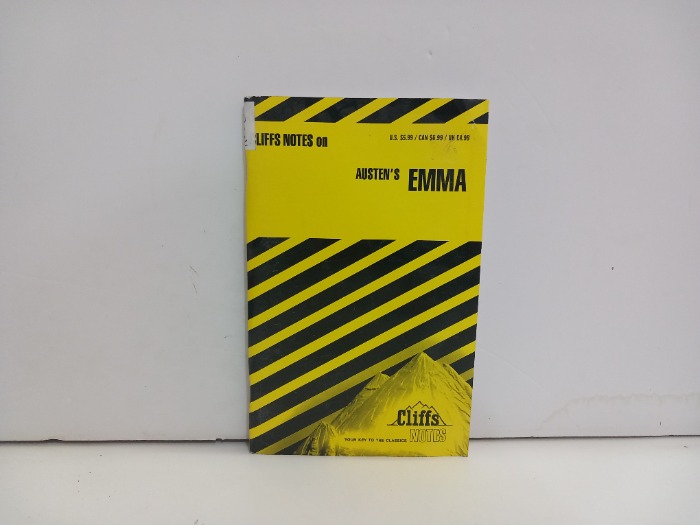 CLIFFS NOTES on
U.S. $5.99 / CAN $6.99 / UK £4.99
AUSTEN'S EMMA
Cliffs
NOTES
YOUR KEY TO THE CLASSICS